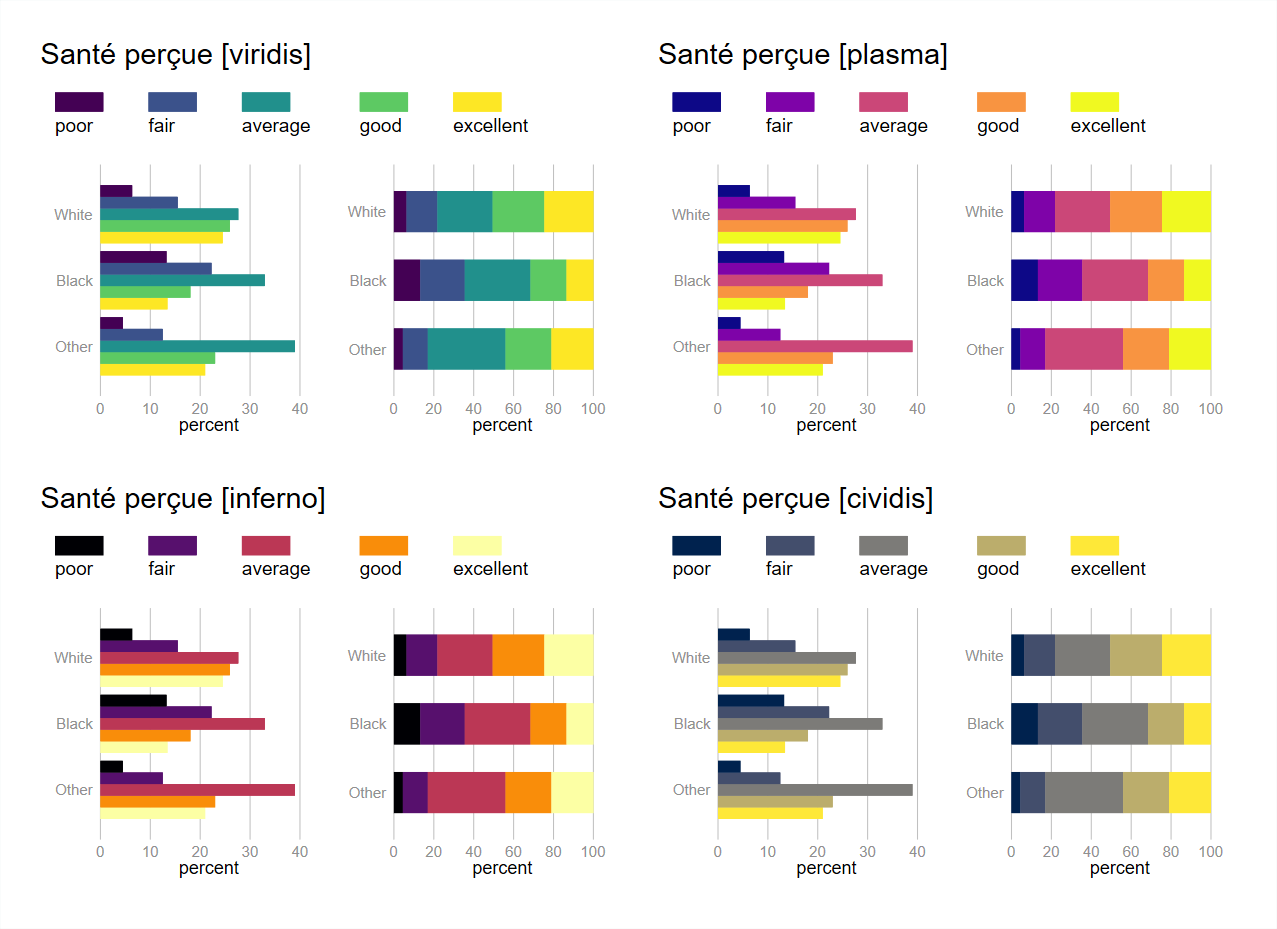 Santé perçue [viridis]
poor fair average good excellent
White
Black
Other
0 10 20 30 40
percent
White
Black
Other
0 20 40 60 80 100
percent
Santé perçue [plasma]
poor fair average good excellent
White
Black
Other
0 10 20 30 40
percent
White
Black
Other
0 20 40 60 80 100
percent
Santé perçue [inferno]
poor fair average good excellent
White
Black
Other
0 10 20 30 40
percent
White
Black
Other
0 20 40 60 80 100
percent
Santé perçue [cividis]
poor fair average good excellent
White
Black
Other
0 10 20 30 40
percent
White
Black
Other
0 20 40 60 80 100
percent